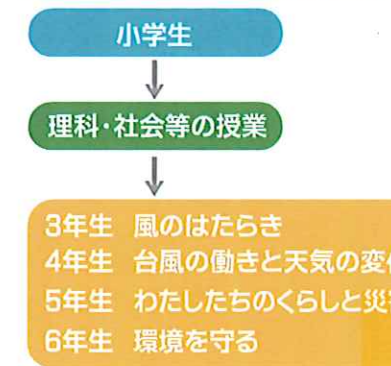 小学生
理科・社会等の授業
3年生 風のはたらき
4年生 台風の働きと天気の変
5年生 わたしたちのくらしと災
6年生 環境を守る